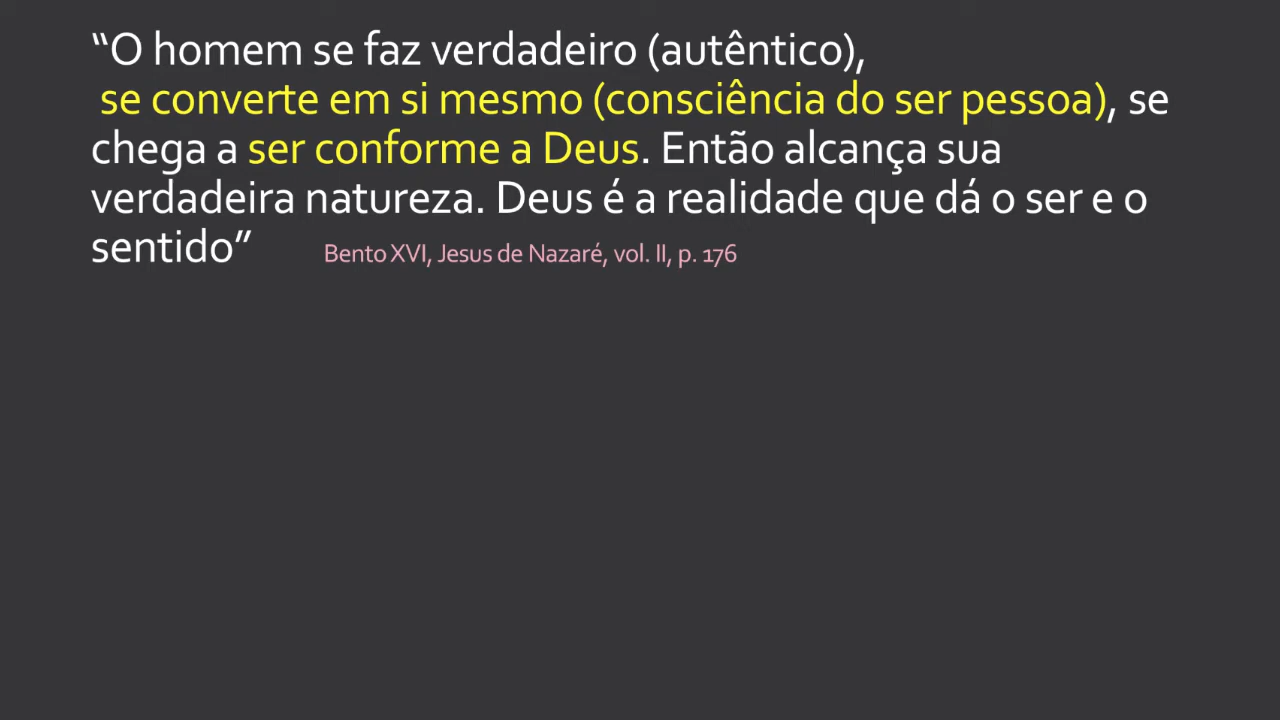 “O homem se faz verdadeiro (autêntico),
se converte em si mesmo (consciência do ser pessoa), se
chega a ser conforme a Deus. Então alcança sua
verdadeira natureza. Deus é a realidade que dá o ser e o
sentido” Bento XVI, Jesus de Nazaré, vol. II, p. 176